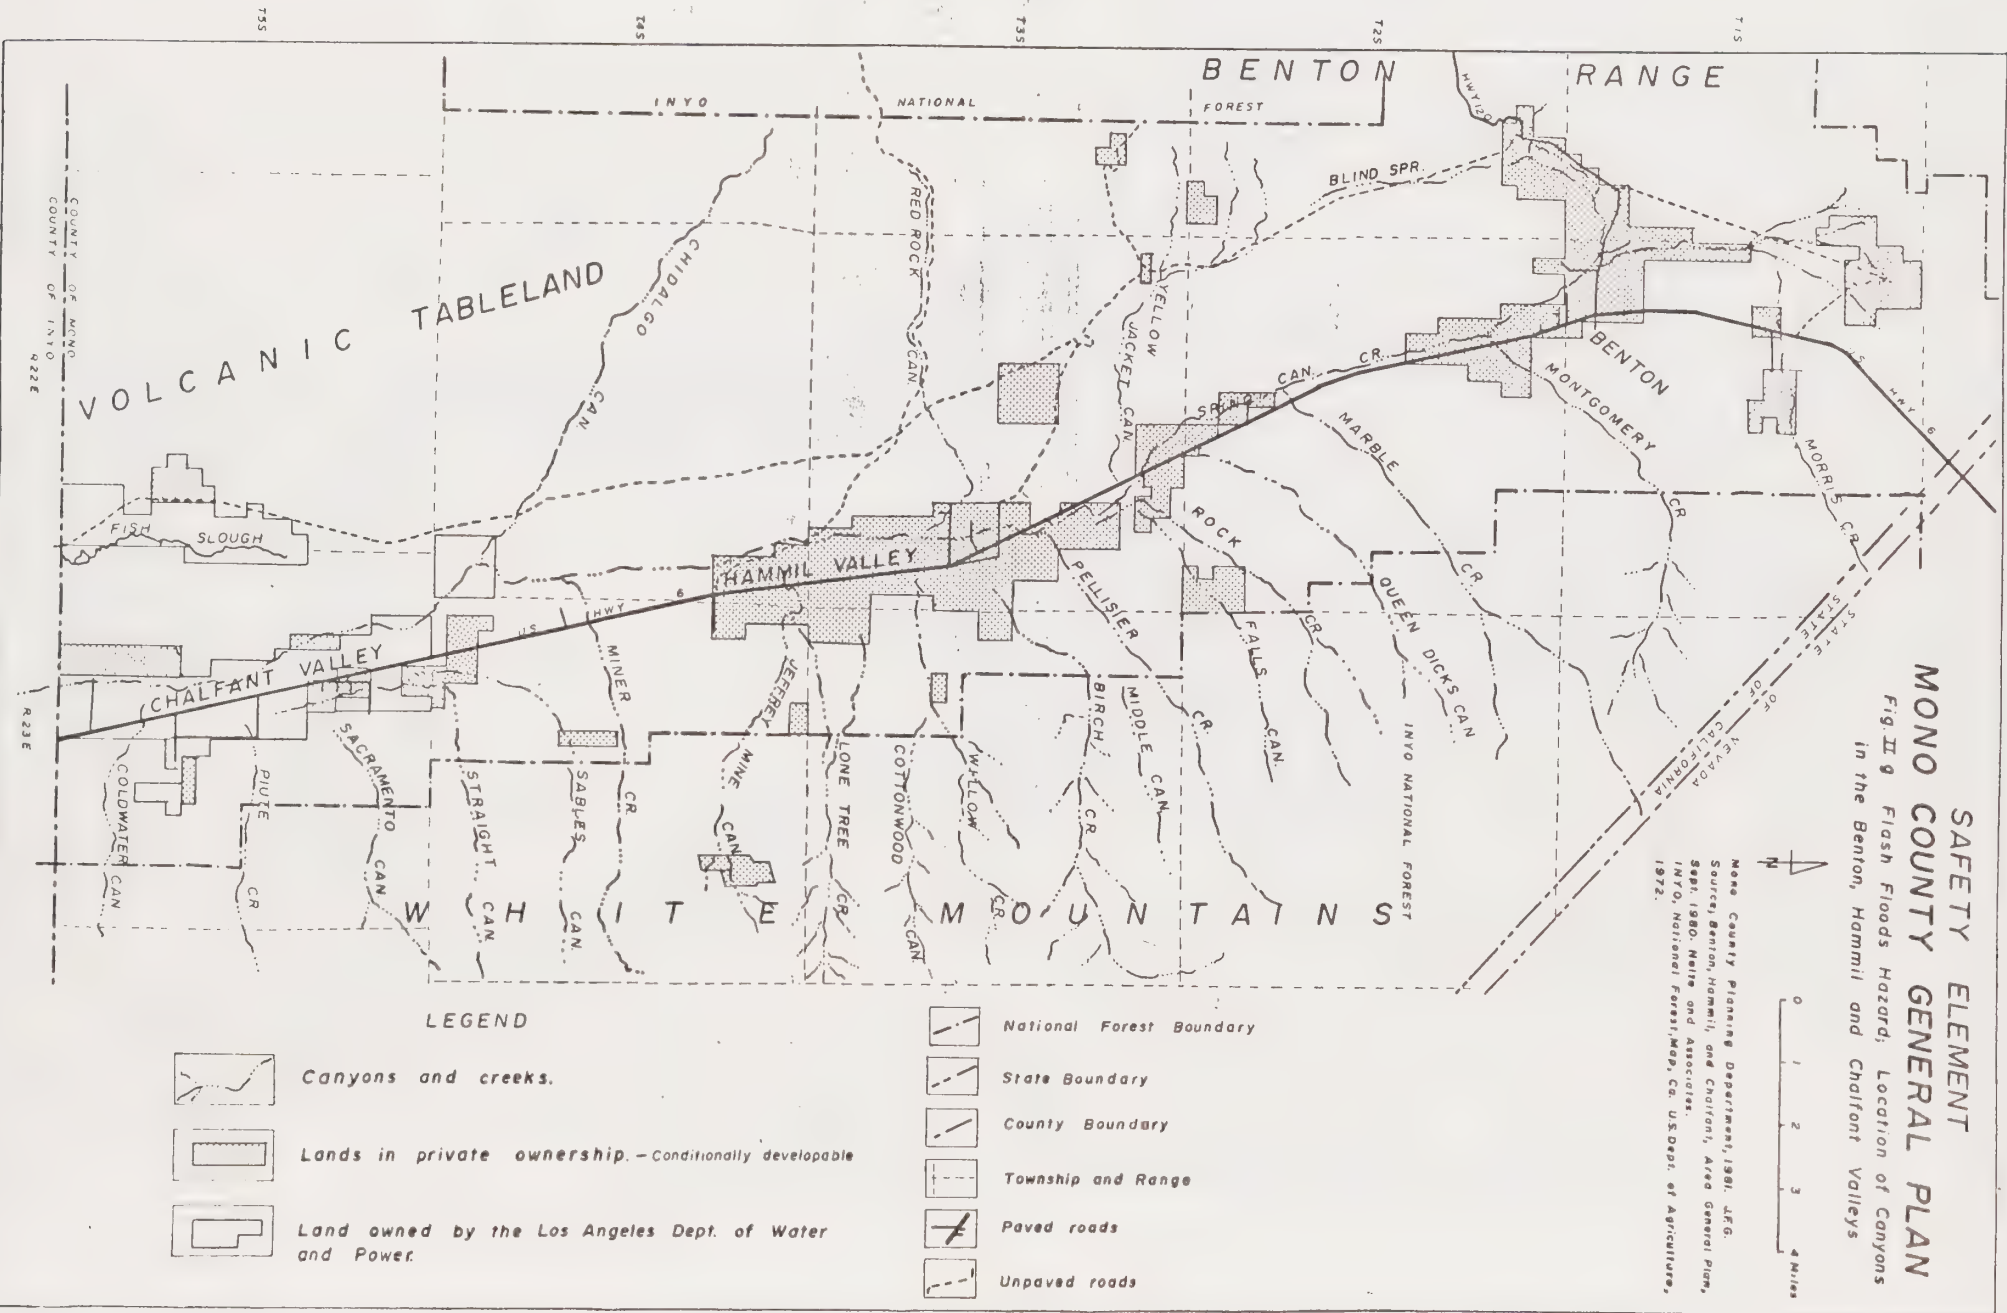 SAFETY ELEMENT
MONO COUNTY GENERAL PLAN
Fig. II 9 Flash Floods Hazard; Location of Canyons
in the Benton, Hammil and Chalfont Valleys
Mono County Planning Department, 1981. J.F.G.
Source; Benton, Hammil, and Chalfant, Area General Plan,
Sept. 1980. Nelte and Associates.
INYO, National Forest, Map, Ca. U.S. Dept. of Agriculture,
1972.
N
0 1 2 3 4 Miles
T5S
T4S
T3S
T2S
T1S
BENTON RANGE
INYO NATIONAL FOREST
HWY 120
BLIND SPR.
RED ROCK CAN.
CHIDALGO CAN.
VOLCANIC TABLELAND
COUNTY OF MONO
COUNTY OF INYO
R22E
R23E
YELLOW JACKET CAN.
SPRING CAN. CR.
BENTON
MONTGOMERY CR.
MARBLE CR.
MORRIS CR.
HWY 6
US
FISH SLOUGH
HAMMIL VALLEY
CHALFANT VALLEY
US HWY 6
ROCK CR.
QUEEN DICKS CAN.
PELLISIER CR.
FALLS CAN.
MIDDLE CAN.
BIRCH CR.
WILLOW CR.
COTTONWOOD CAN.
LONE TREE CR.
JEFFREY MINE CAN.
MINER CR.
SABLES CAN.
STRAIGHT CAN.
SACRAMENTO CAN.
PIUTE CR
COLDWATER CAN
INYO NATIONAL FOREST
STATE OF NEVADA
STATE OF CALIFORNIA
WHITE MOUNTAINS
LEGEND
Canyons and creeks.
Lands in private ownership. – Conditionally developable
Land owned by the Los Angeles Dept. of Water
and Power.
National Forest Boundary
State Boundary
County Boundary
Township and Range
Paved roads
Unpaved roads